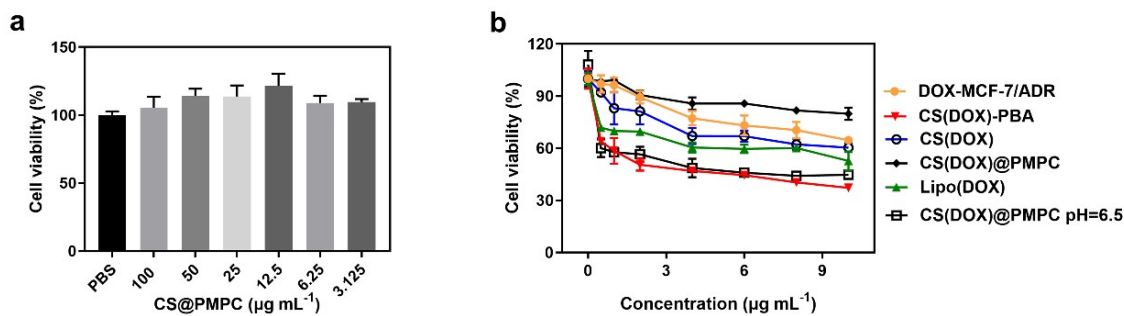 a
Cell viability (%)
150
100
50
0
PBS
100
50
25
12.5
6.25
3.125
CS@PMPC (µg mL⁻¹)
b
Cell viability (%)
120
90
60
30
0
0
3
6
9
Concentration (µg mL⁻¹)
DOX-MCF-7/ADR
CS(DOX)-PBA
CS(DOX)
CS(DOX)@PMPC
Lipo(DOX)
CS(DOX)@PMPC pH=6.5